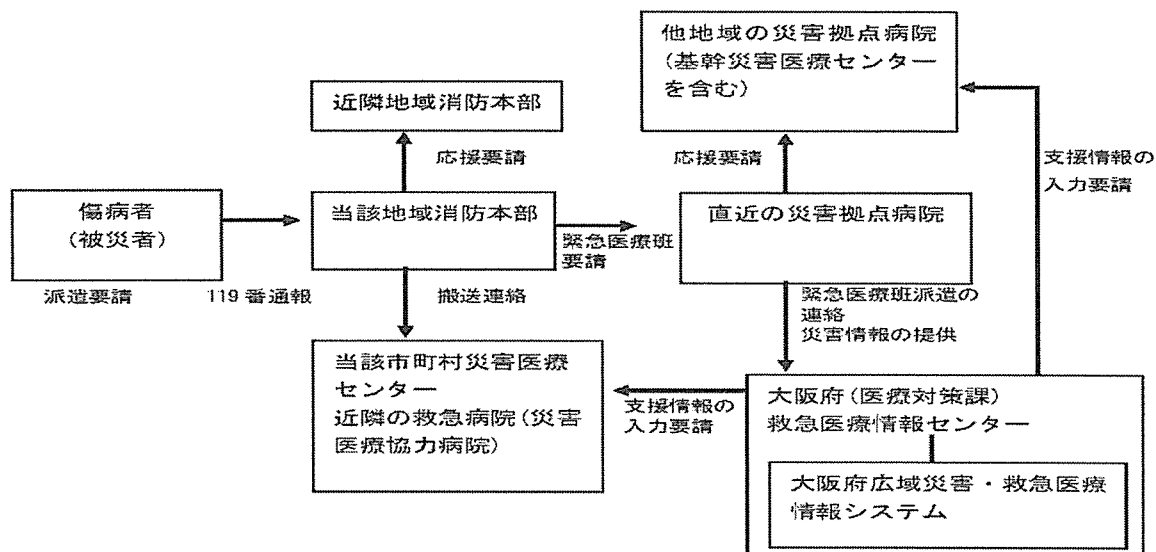 他地域の災害拠点病院
(基幹災害医療センター
を含む)
近隣地域消防本部
応援要請
応援要請
支援情報の
入力要請
傷病者
(被災者)
当該地域消防本部
直近の災害拠点病院
緊急医療班
要請
派遣要請
119番通報
搬送連絡
緊急医療班派遣の
連絡
災害情報の提供
当該市町村災害医療
センター
近隣の救急病院(災害
医療協力病院)
支援情報の
入力要請
大阪府(医療対策課)
救急医療情報センター
大阪府広域災害・救急医療
情報システム